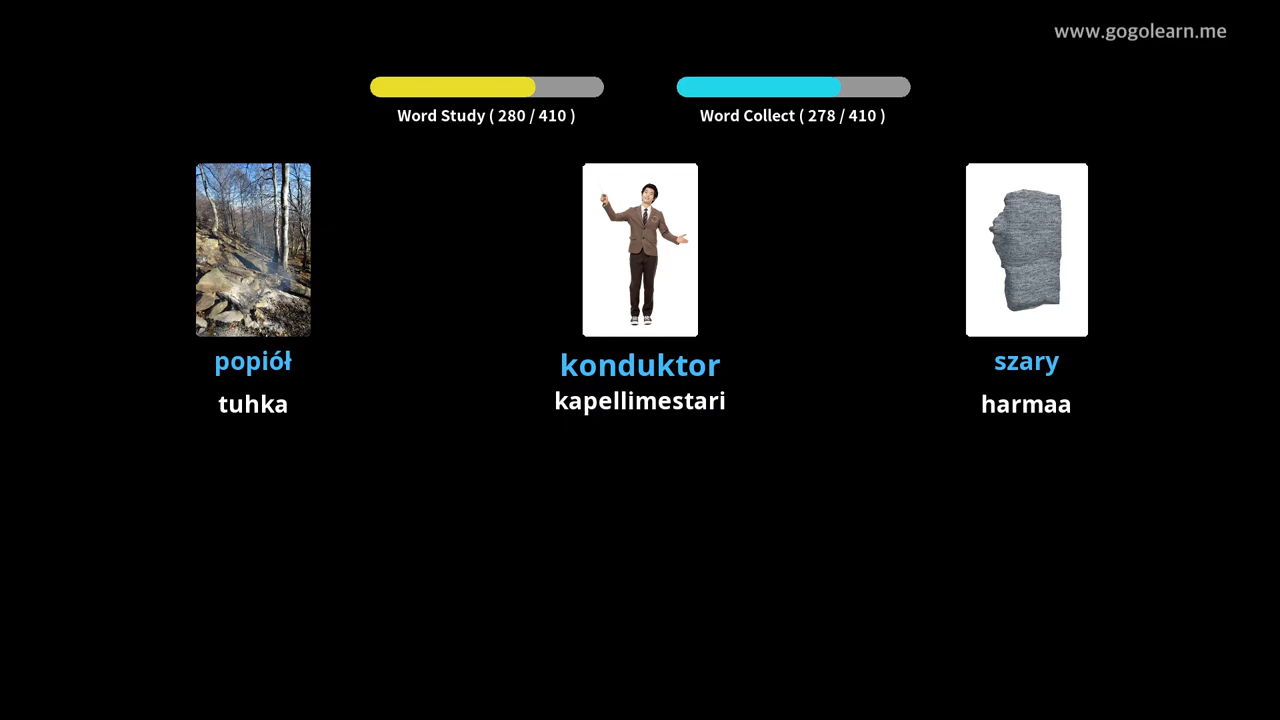 www.gogolearn.me
Word Study ( 280 / 410 )
Word Collect ( 278 / 410 )
popiół
konduktor
szary
tuhka
kapellimestari
harmaa